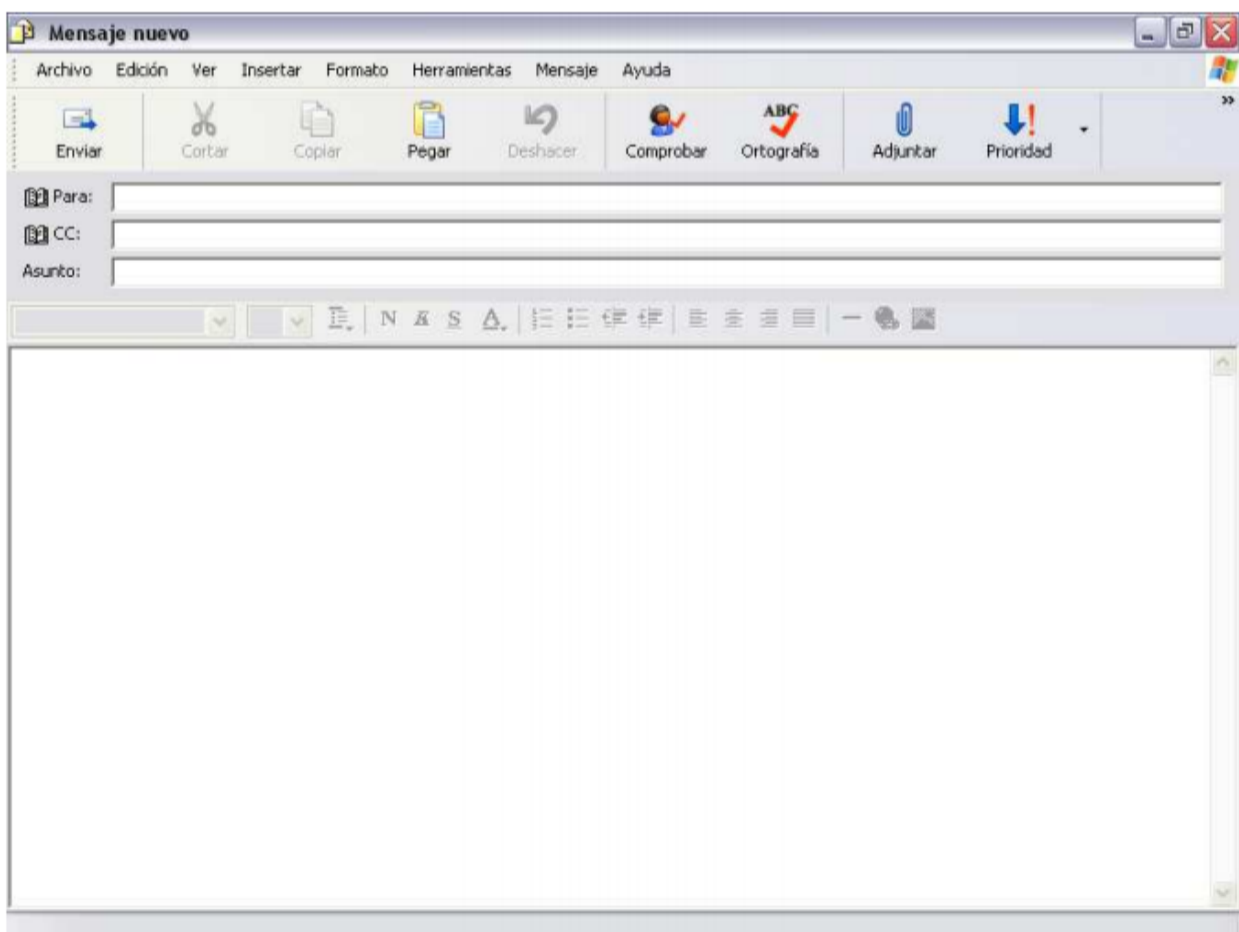 Mensaje nuevo
Archivo Edición Ver Insertar Formato Herramientas Mensaje Ayuda
Enviar Cortar Copiar Pegar Deshacer Comprobar ABC Ortografía Adjuntar Prioridad »
Para:
CC:
Asunto:
N K S A